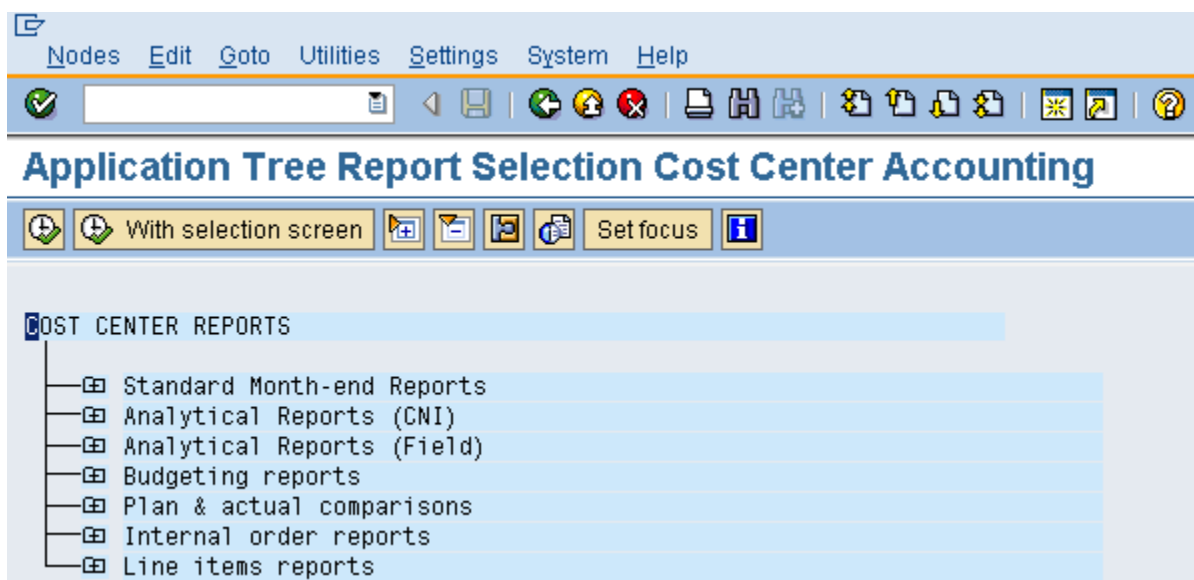 Nodes Edit Goto Utilities Settings System Help
Application Tree Report Selection Cost Center Accounting
With selection screen Set focus
COST CENTER REPORTS
Standard Month-end Reports
Analytical Reports (CNI)
Analytical Reports (Field)
Budgeting reports
Plan & actual comparisons
Internal order reports
Line items reports